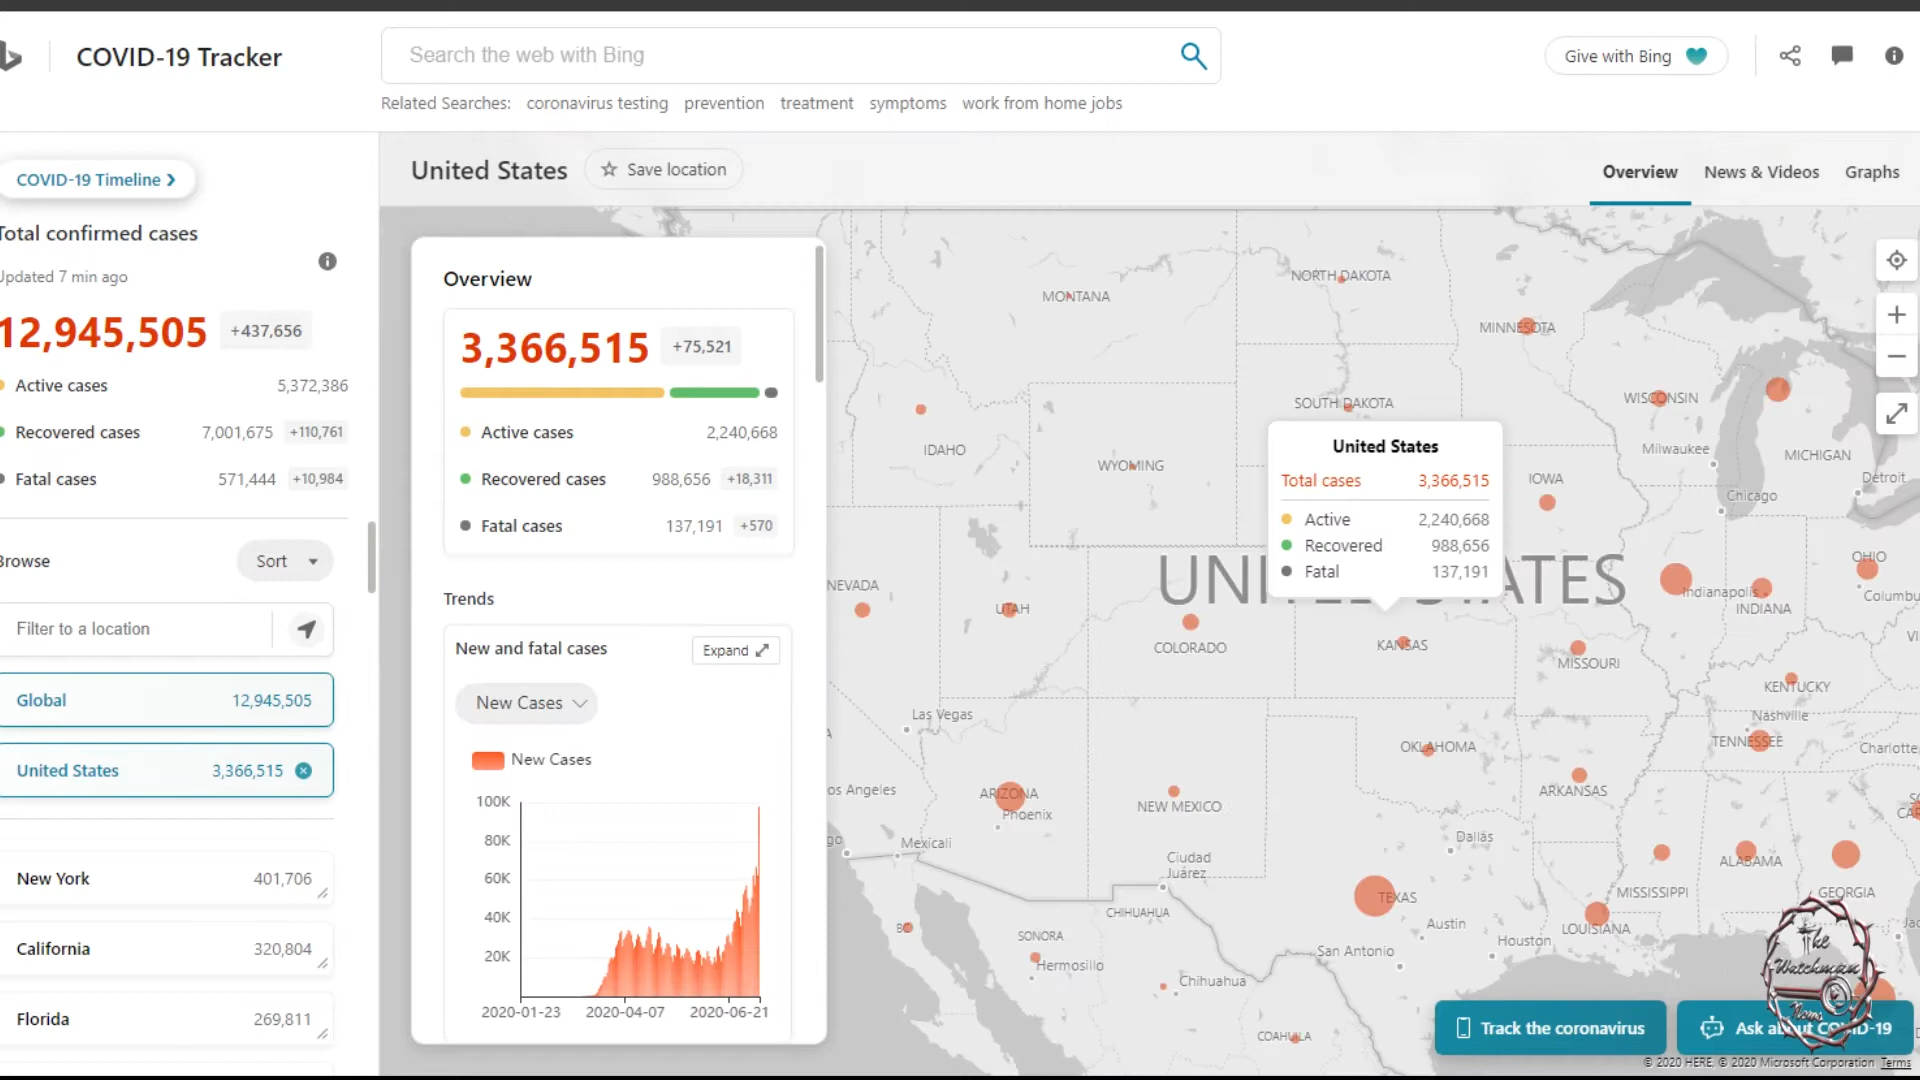 COVID-19 Tracker
Search the web with Bing
Give with Bing
Related Searches: coronavirus testing prevention treatment symptoms work from home jobs
COVID-19 Timeline
Total confirmed cases
Updated 7 min ago
12,945,505 +437,656
Active cases 5,372,386
Recovered cases 7,001,675 +110,761
Fatal cases 571,444 +10,984
Browse
Sort
Filter to a location
Global 12,945,505
United States 3,366,515
New York 401,706
California 320,804
Florida 269,811
United States
Save location
Overview
News & Videos
Graphs
Overview
3,366,515 +75,521
Active cases 2,240,668
Recovered cases 988,656 +18,311
Fatal cases 137,191 +570
Trends
New and fatal cases
Expand
New Cases
New Cases
100K
80K
60K
40K
20K
2020-01-23 2020-04-07 2020-06-21
NORTH DAKOTA
MONTANA
MINNESOTA
SOUTH DAKOTA
WISCONSIN
IDAHO
WYOMING
Milwaukee
MICHIGAN
Detroit
Chicago
IOWA
United States
Total cases 3,366,515
Active 2,240,668
Recovered 988,656
Fatal 137,191
OHIO
NEVADA
UTAH
Indianapolis
INDIANA
COLORADO
KANSAS
MISSOURI
KENTUCKY
Nashville
TENNESSEE
Charlotte
Las Vegas
OKLAHOMA
ARKANSAS
os Angeles
ARIZONA
Phoenix
NEW MEXICO
Mexicali
Dallas
Ciudad
Juárez
ALABAMA
MISSISSIPPI
GEORGIA
TEXAS
CHIHUAHUA
Austin
LOUISIANA
Houston
San Antonio
SONORA
Hermosillo
Chihuahua
COAHUILA
The
Watchman
News
Track the coronavirus
Ask about COVID-19
© 2020 HERE, © 2020 Microsoft Corporation Terms